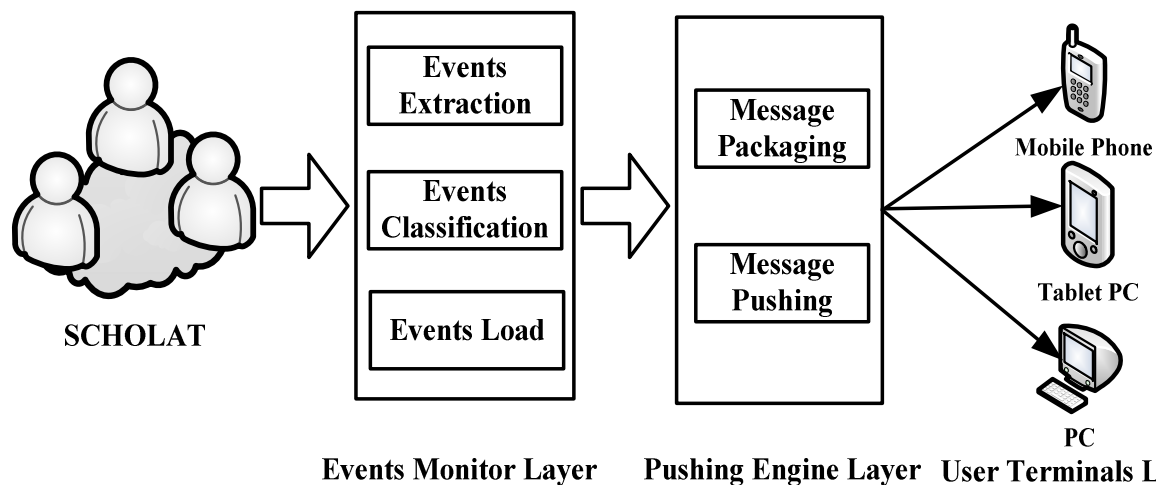 SCHOLAT
Events
Extraction
Events
Classification
Events Load
Events Monitor Layer
Message
Packaging
Message
Pushing
Pushing Engine Layer
Mobile Phone
Tablet PC
PC
User Terminals L